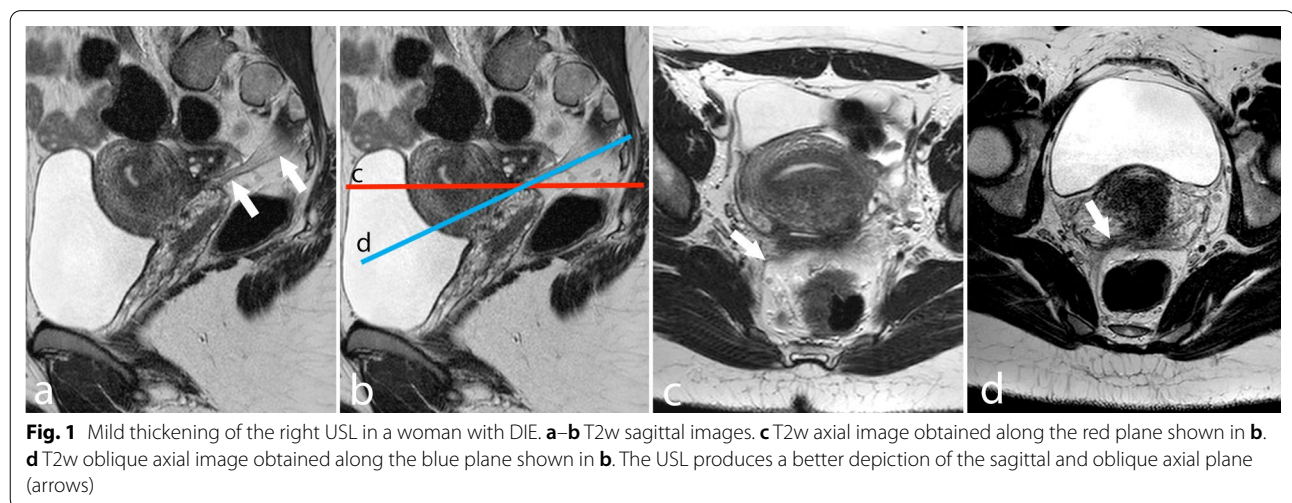 c
d
a
b
c
d
Fig. 1 Mild thickening of the right USL in a woman with DIE. a–b T2w sagittal images. c T2w axial image obtained along the red plane shown in b.
d T2w oblique axial image obtained along the blue plane shown in b. The USL produces a better depiction of the sagittal and oblique axial plane
(arrows)